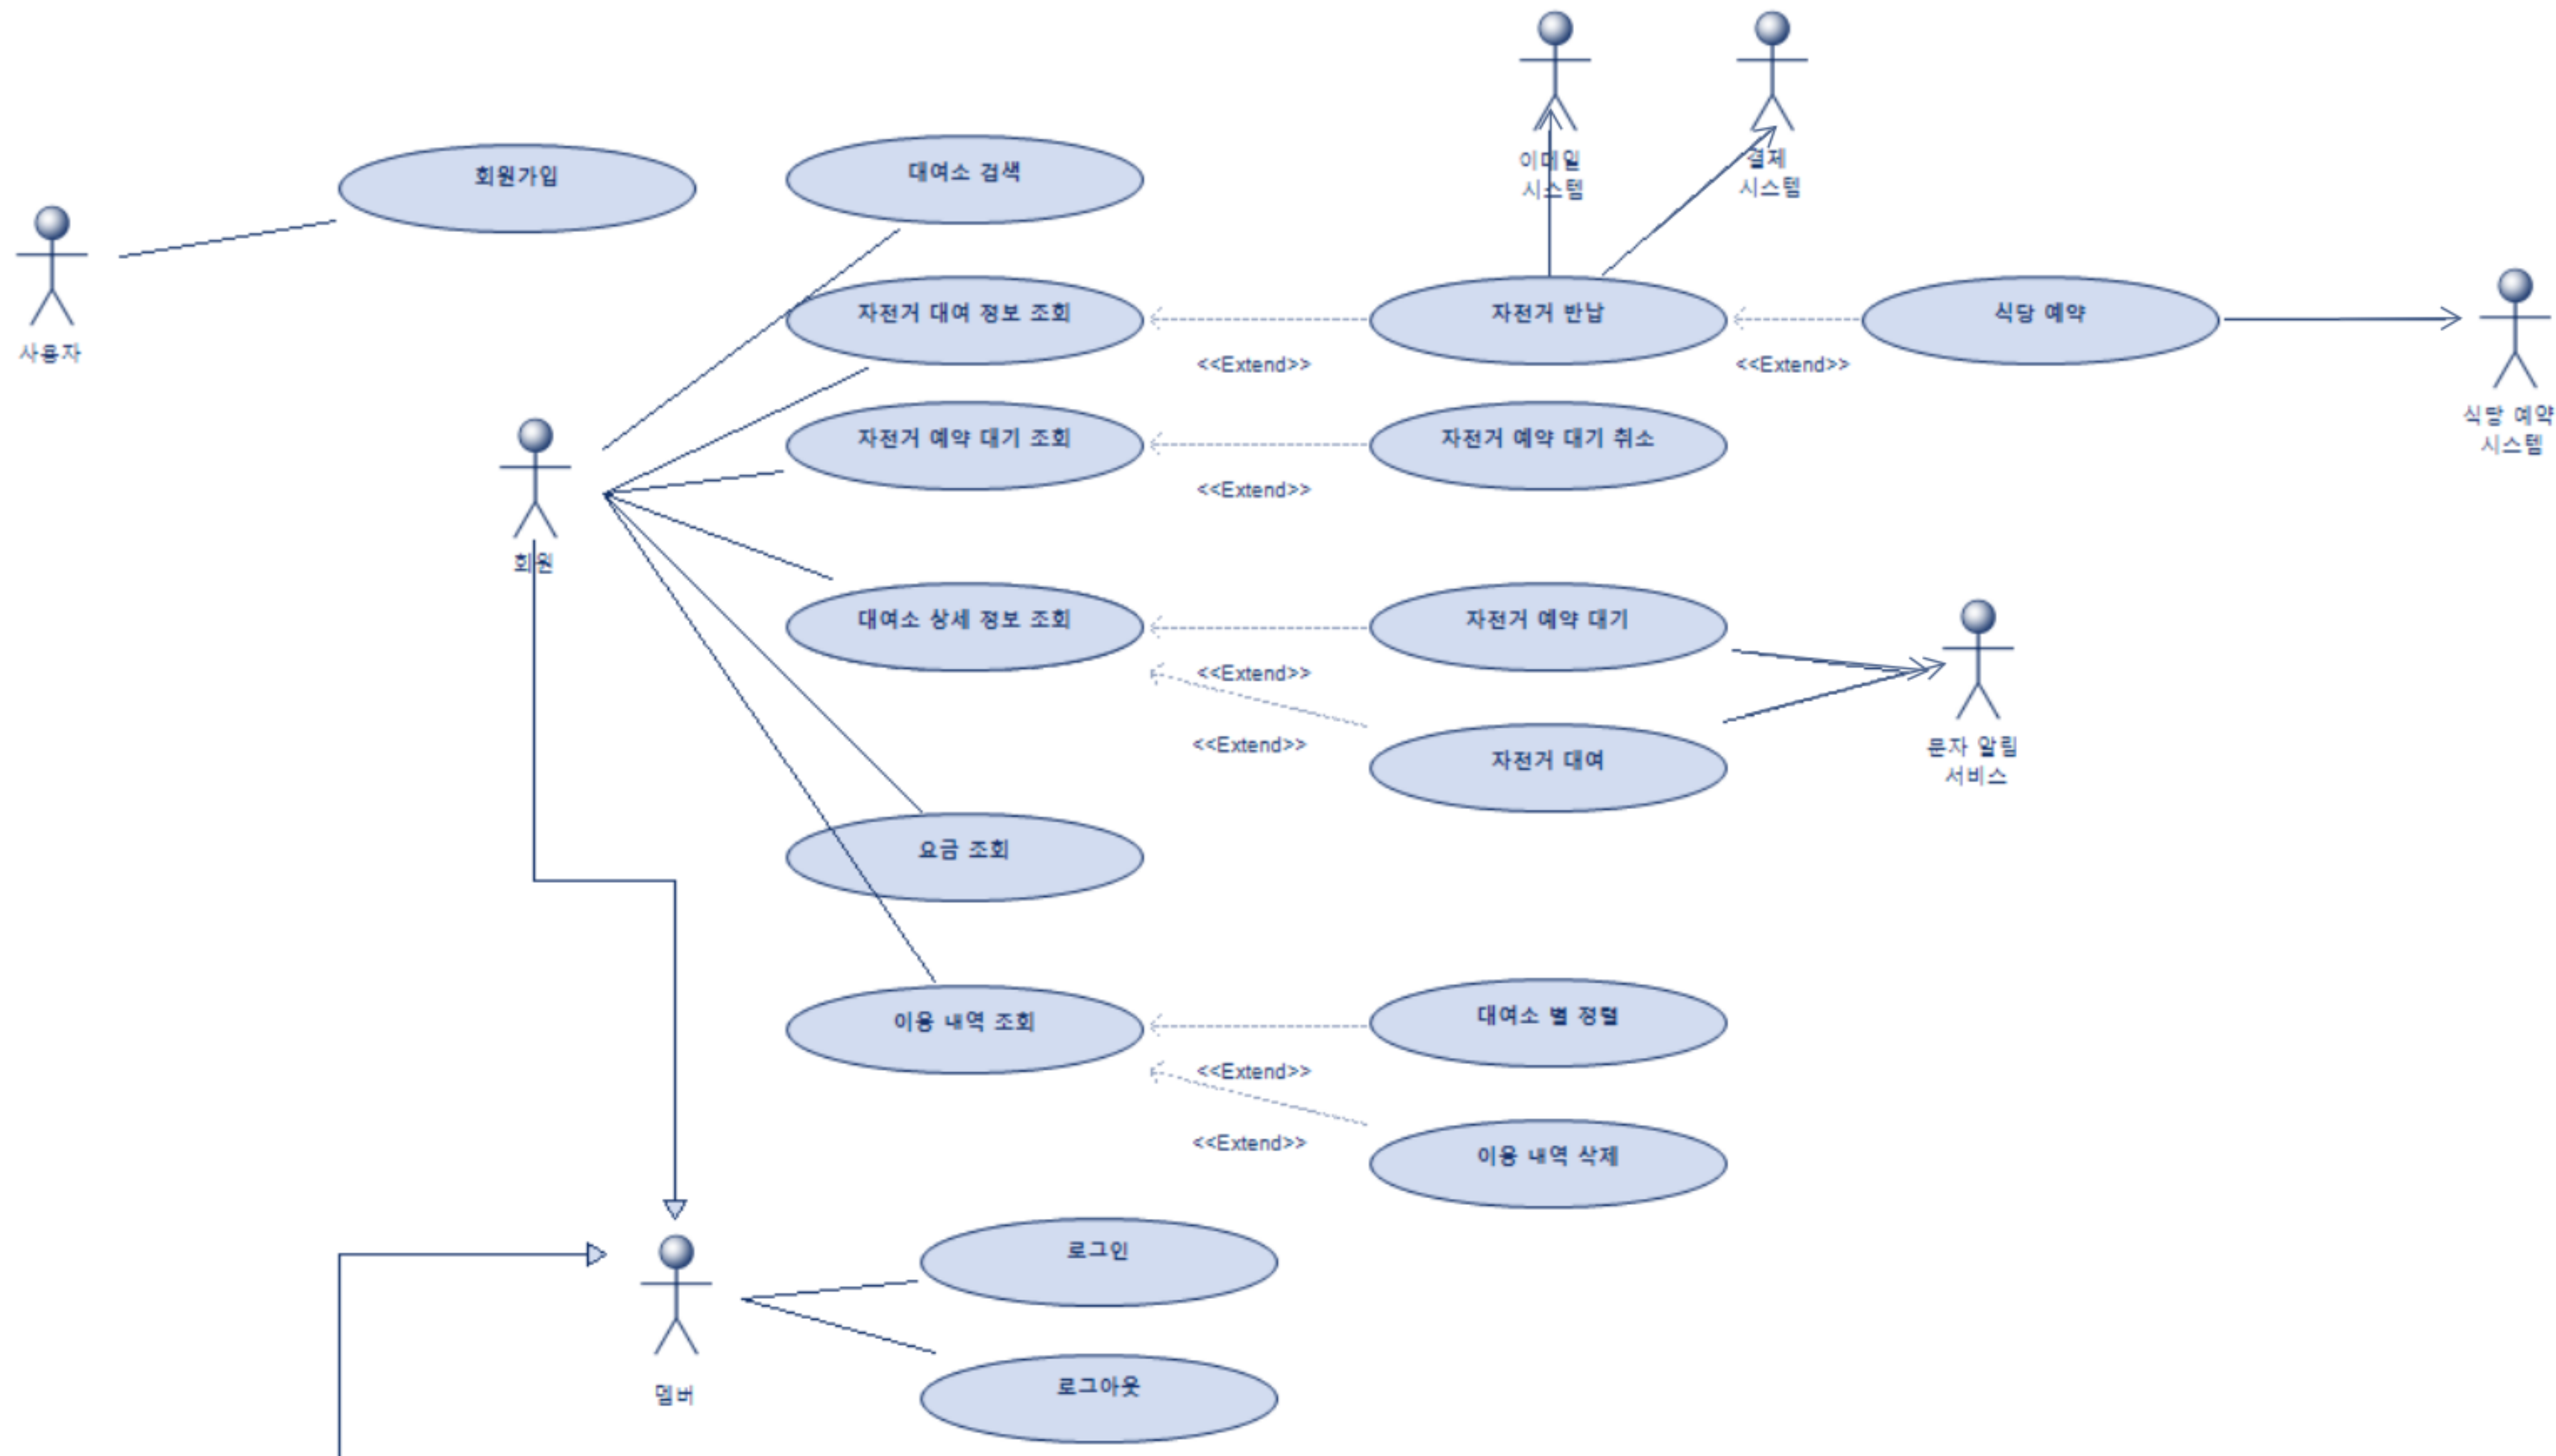 이메일
시스템
결제
시스템
회원가입
대여소 검색
사용자
자전거 대여 정보 조회
<<Extend>>
자전거 반납
<<Extend>>
식당 예약
식당 예약
시스템
자전거 예약 대기 조회
<<Extend>>
자전거 예약 대기 취소
회원
대여소 상세 정보 조회
<<Extend>>
자전거 예약 대기
<<Extend>>
자전거 대여
문자 알림
서비스
요금 조회
이용 내역 조회
<<Extend>>
대여소 별 정렬
<<Extend>>
이용 내역 삭제
로그인
멤버
로그아웃